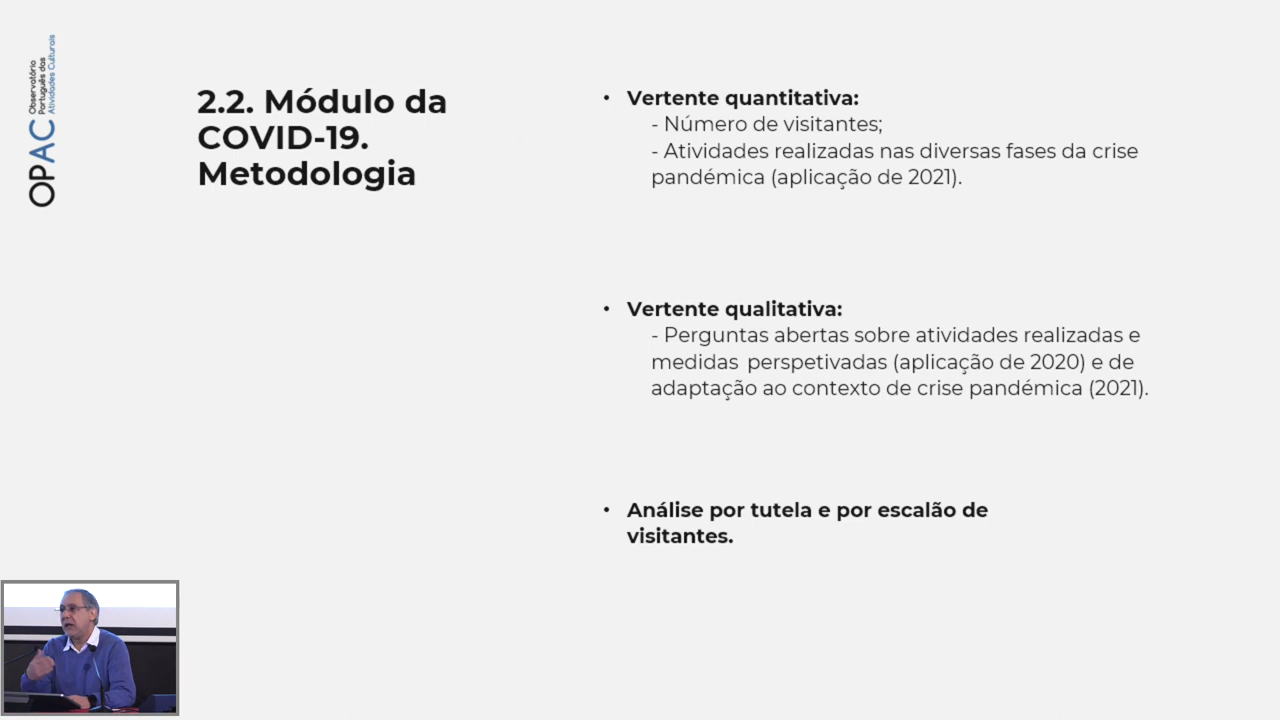 OPAC
Observatório
Português das
Atividades Culturais
2.2. Módulo da
COVID-19.
Metodologia
• Vertente quantitativa:
- Número de visitantes;
- Atividades realizadas nas diversas fases da crise
pandémica (aplicação de 2021).
• Vertente qualitativa:
- Perguntas abertas sobre atividades realizadas e
medidas perspetivadas (aplicação de 2020) e de
adaptação ao contexto de crise pandémica (2021).
• Análise por tutela e por escalão de
visitantes.